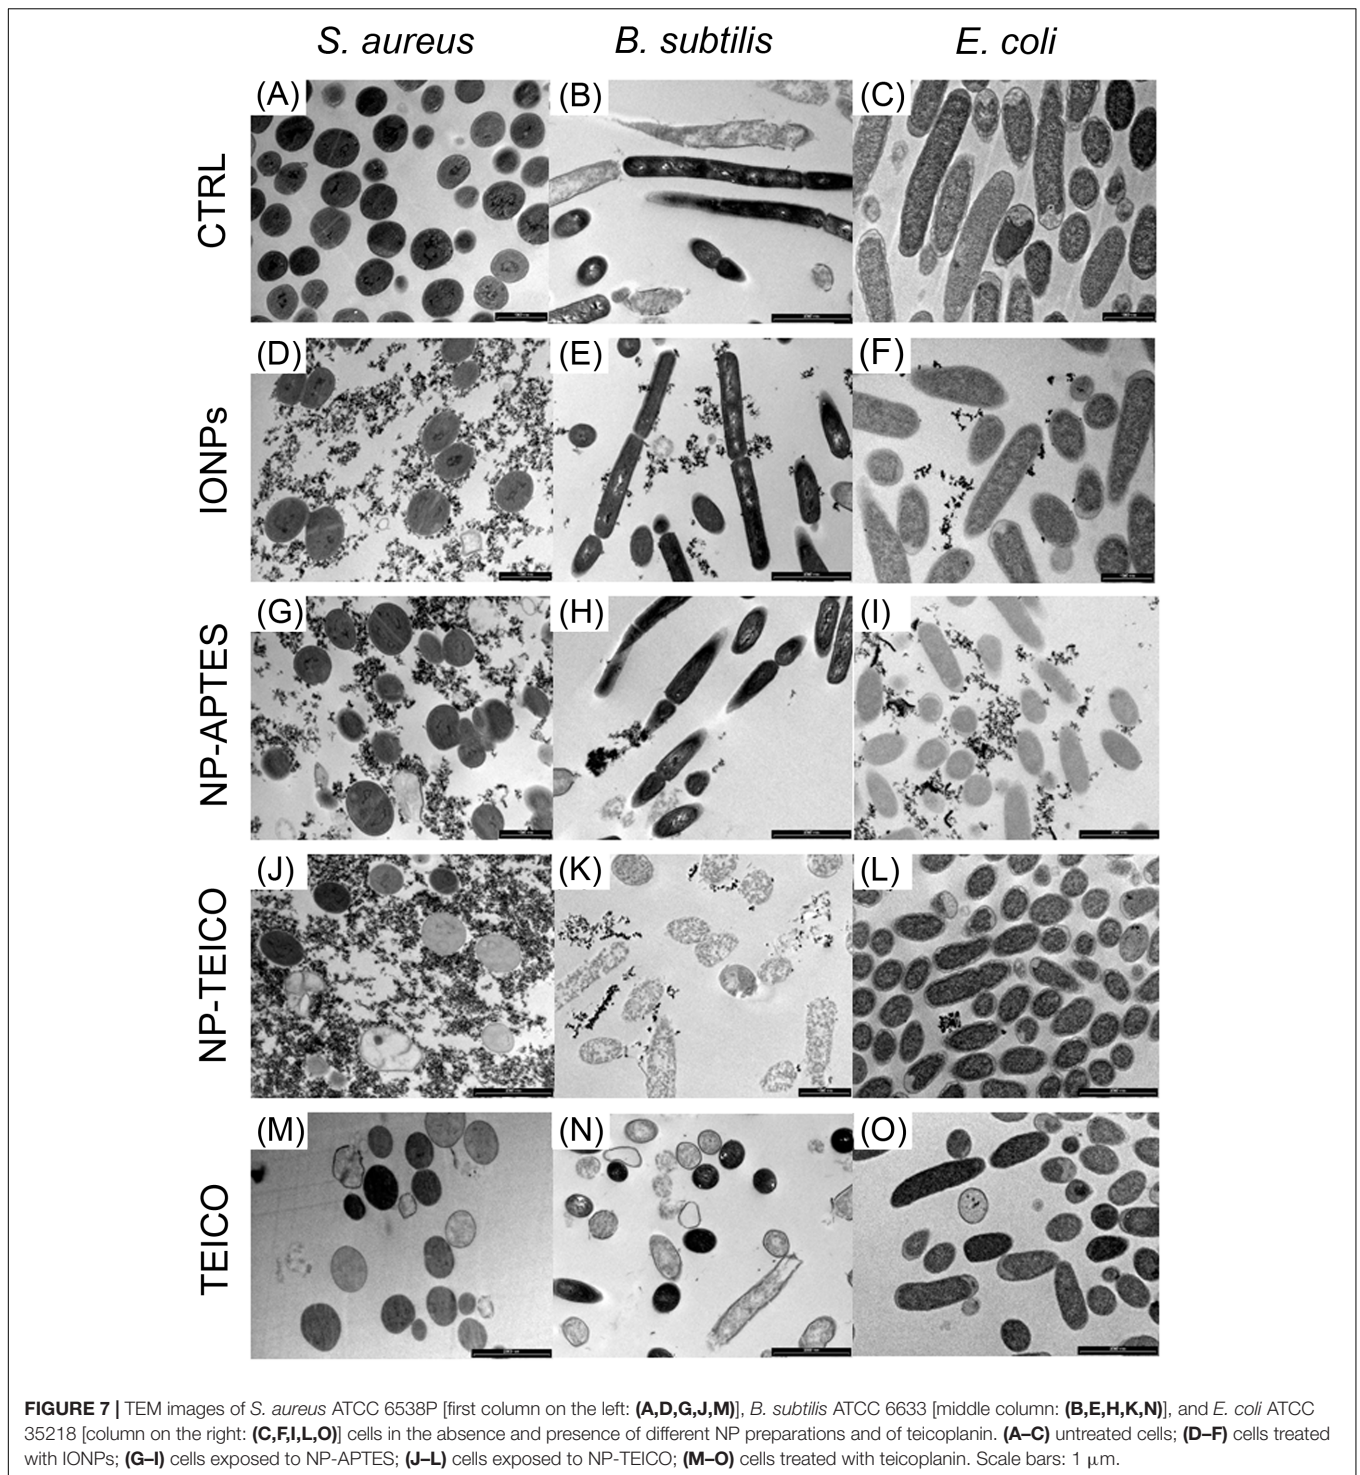 S. aureus B. subtilis E. coli
CTRL
(A) (B) (C)
IONPs
(D) (E) (F)
NP-APTES
(G) (H) (I)
NP-TEICO
(J) (K) (L)
TEICO
(M) (N) (O)
FIGURE 7 | TEM images of S. aureus ATCC 6538P [first column on the left: (A,D,G,J,M)], B. subtilis ATCC 6633 [middle column: (B,E,H,K,N)], and E. coli ATCC
35218 [column on the right: (C,F,I,L,O)] cells in the absence and presence of different NP preparations and of teicoplanin. (A–C) untreated cells; (D–F) cells treated
with IONPs; (G–I) cells exposed to NP-APTES; (J–L) cells exposed to NP-TEICO; (M–O) cells treated with teicoplanin. Scale bars: 1 μm.